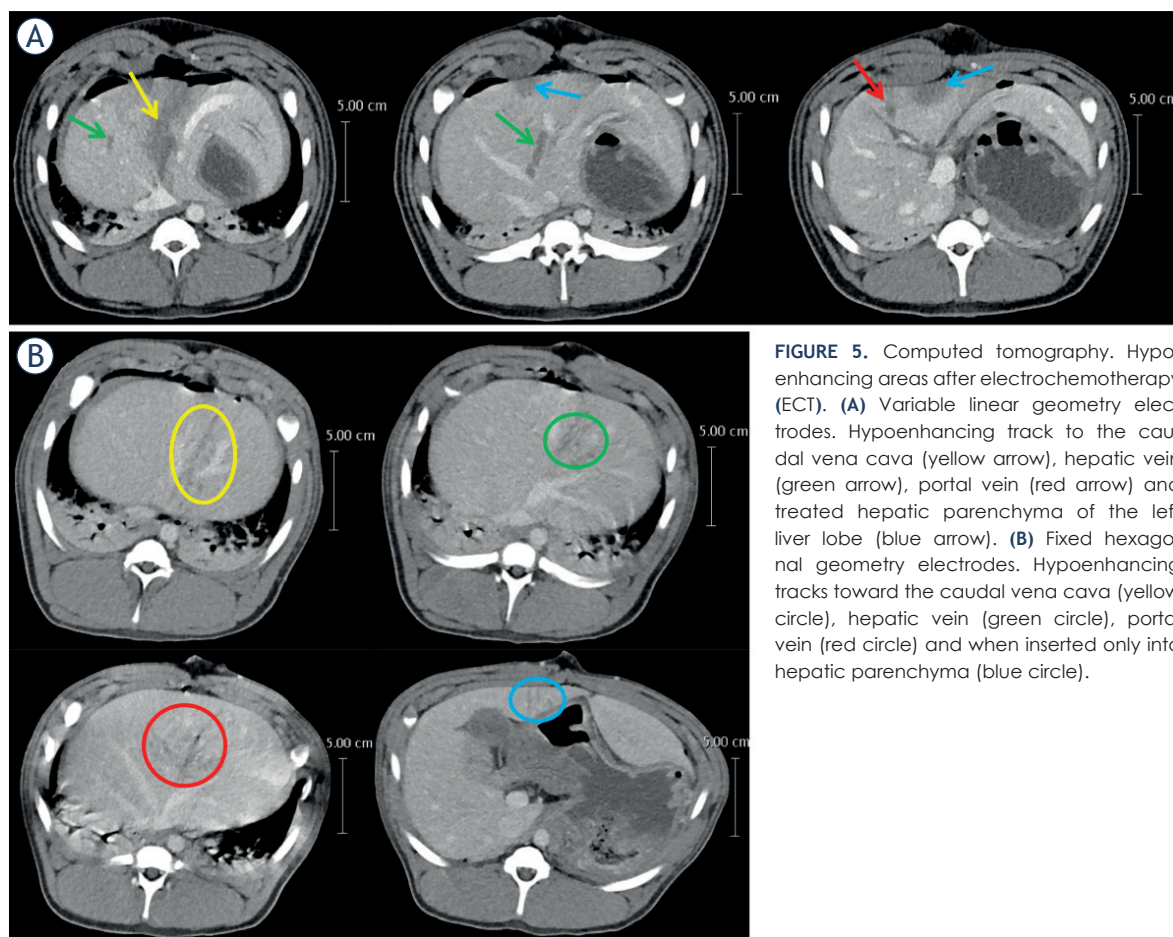 A
5.00 cm
5.00 cm
5.00 cm
B
5.00 cm
5.00 cm
5.00 cm
5.00 cm
FIGURE 5. Computed tomography. Hypo
enhancing areas after electrochemotherapy
(ECT). (A) Variable linear geometry elec
trodes. Hypoenhancing track to the cau
dal vena cava (yellow arrow), hepatic vein
(green arrow), portal vein (red arrow) and
treated hepatic parenchyma of the lef
liver lobe (blue arrow). (B) Fixed hexago
nal geometry electrodes. Hypoenhancing
tracks toward the caudal vena cava (yellow
circle), hepatic vein (green circle), porta
vein (red circle) and when inserted only into
hepatic parenchyma (blue circle).